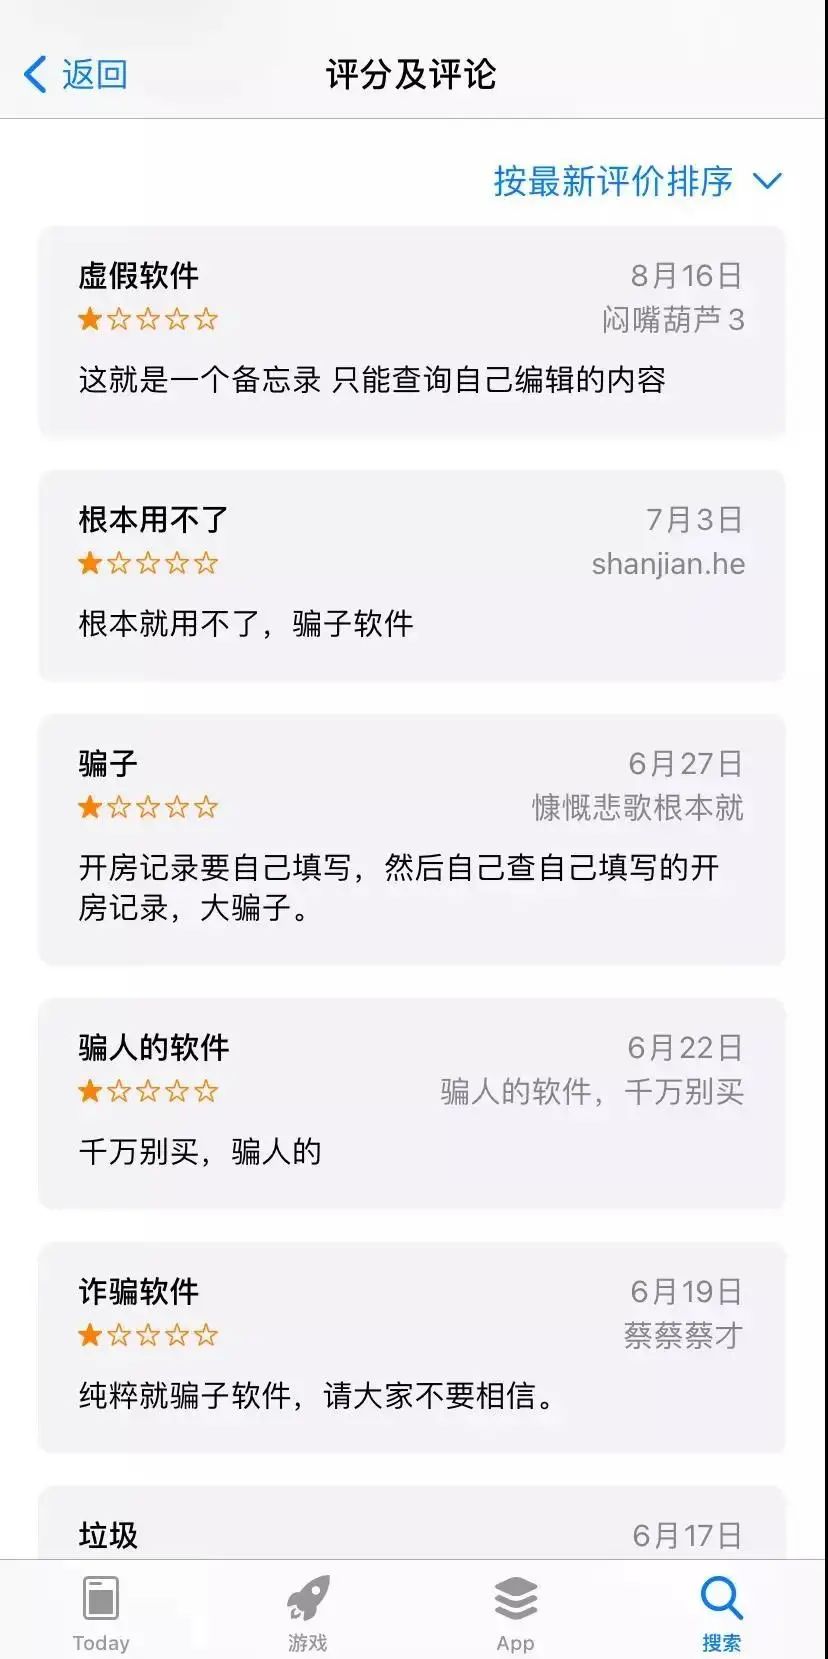 返回
评分及评论
按最新评价排序
虚假软件
8月16日
闷嘴葫芦3
这就是一个备忘录 只能查询自己编辑的内容
根本用不了
7月3日
shanjian.he
根本就用不了，骗子软件
骗子
6月27日
慷慨悲歌根本就
开房记录要自己填写，然后自己查自己填写的开
房记录，大骗子。
骗人的软件
6月22日
骗人的软件，千万别买
千万别买，骗人的
诈骗软件
6月19日
蔡蔡蔡才
纯粹就骗子软件，请大家不要相信。
垃圾
6月17日
Today
游戏
App
搜索